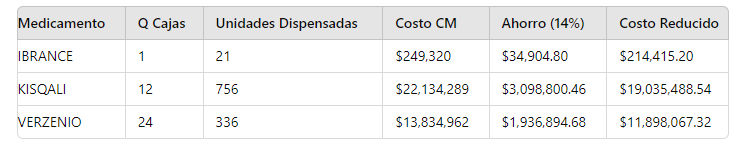 Medicamento Q Cajas Unidades Dispensadas Costo CM Ahorro (14%) Costo Reducido
IBRANCE 1 21 $249,320 $34,904.80 $214,415.20
KISQALI 12 756 $22,134,289 $3,098,800.46 $19,035,488.54
VERZENIO 24 336 $13,834,962 $1,936,894.68 $11,898,067.32